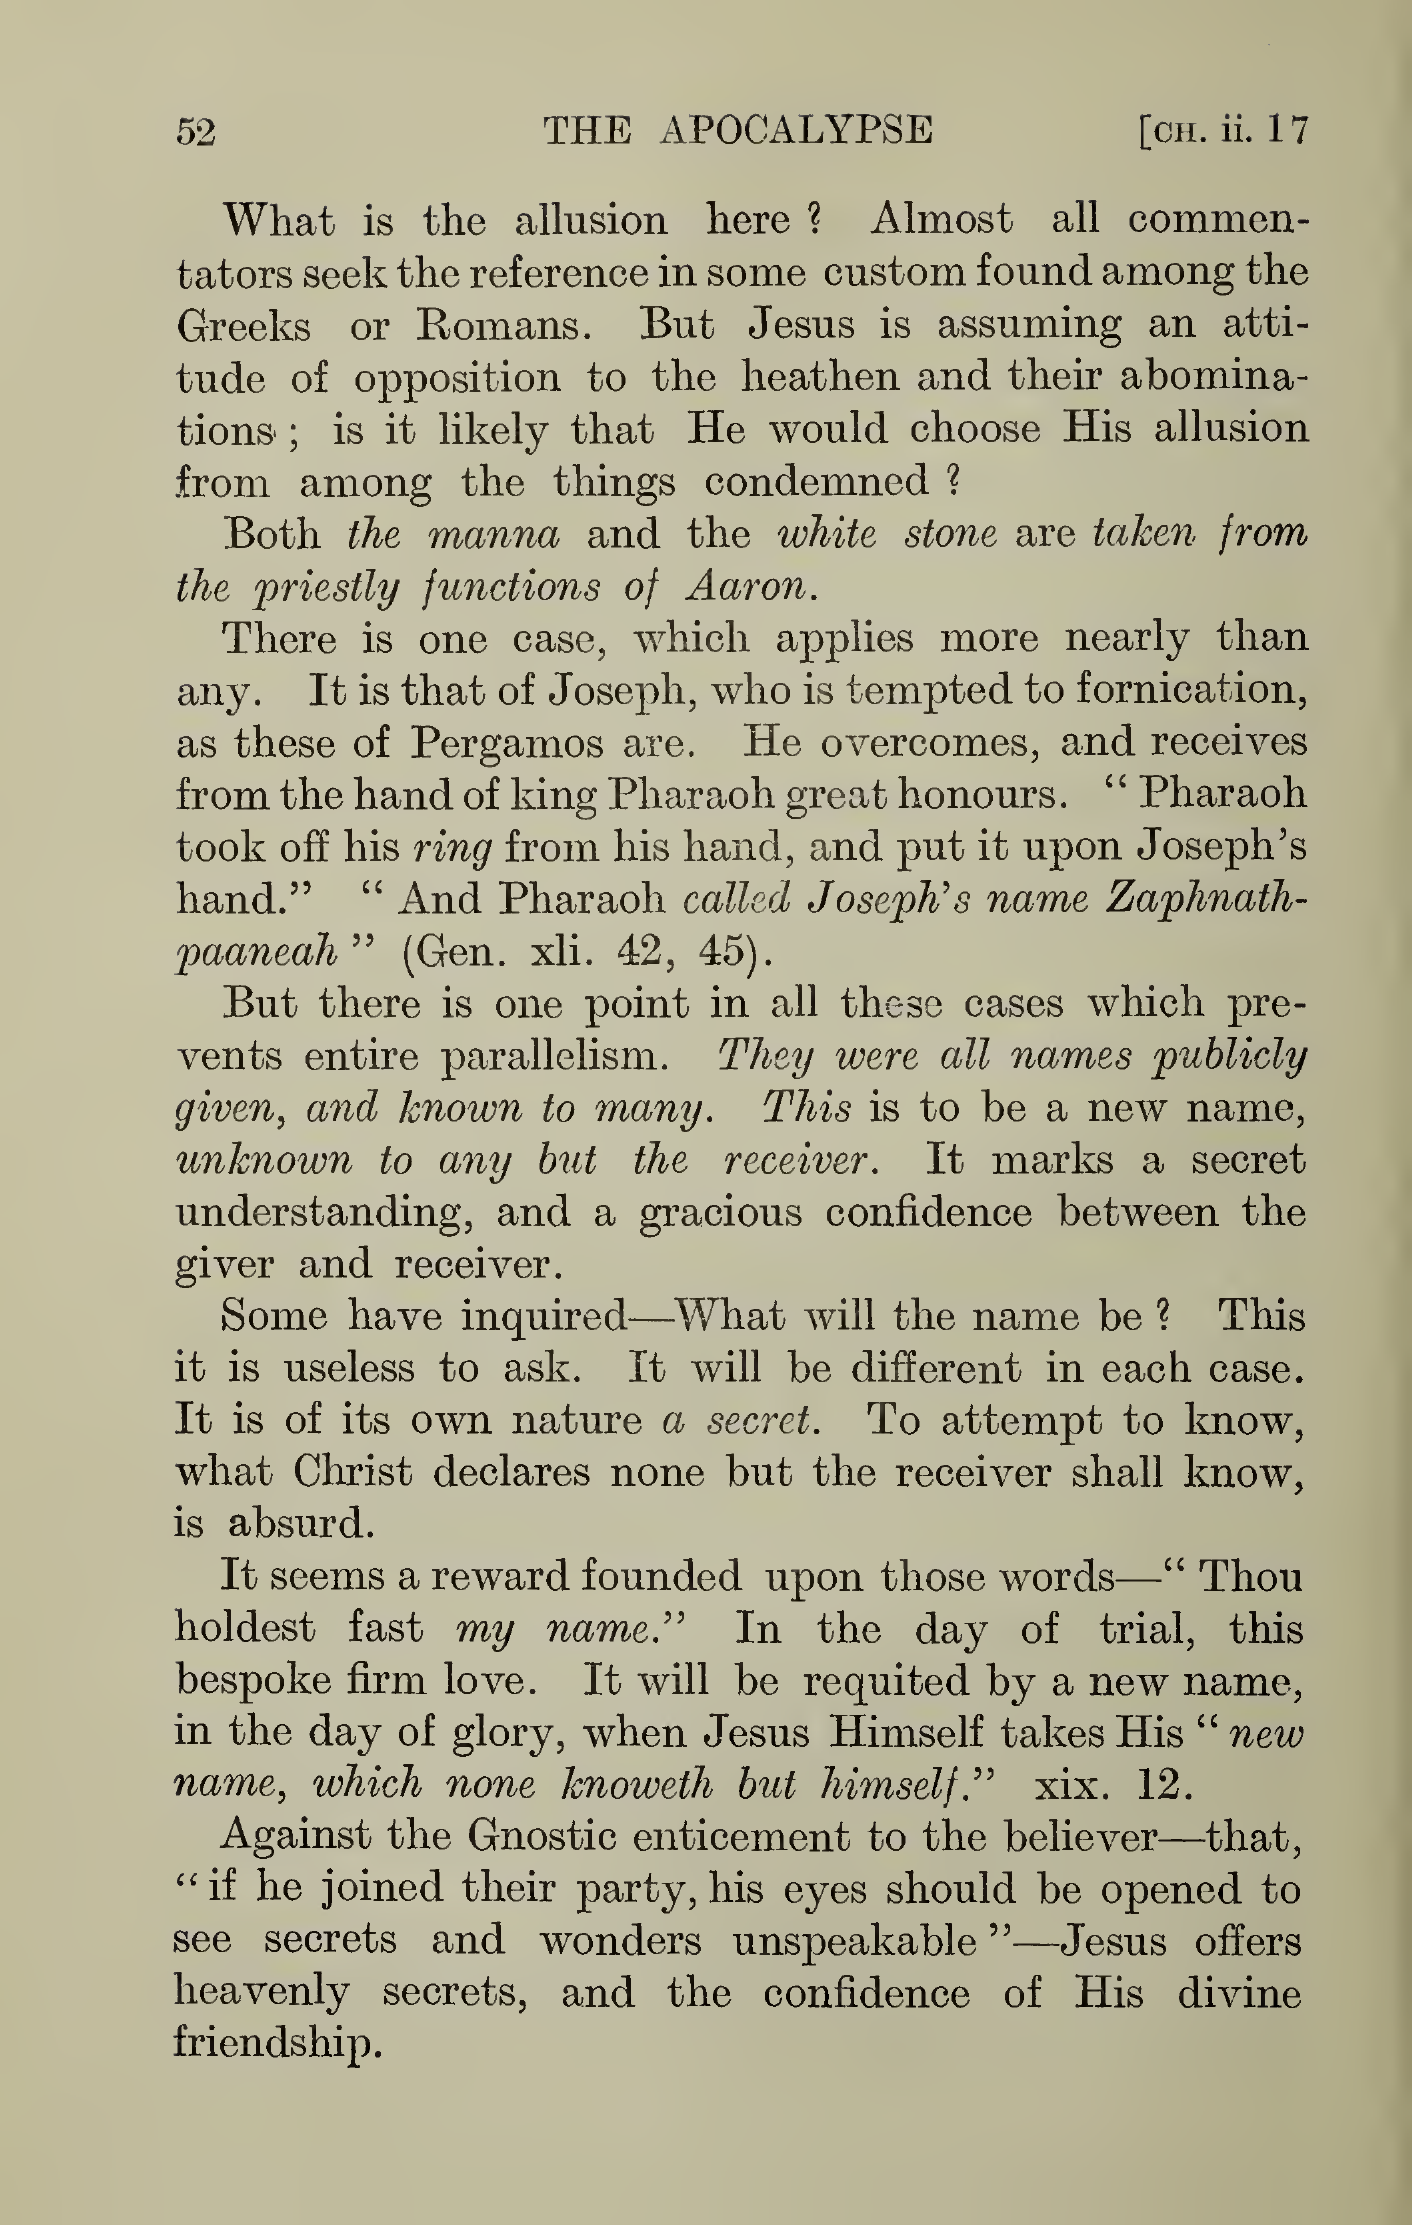 52 THE APOCALYPSE [CH. ii. 17
What is the allusion here ? Almost all commen-
tators seek the reference in some custom found among the
Greeks or Romans. But Jesus is assuming an atti-
tude of opposition to the heathen and their abomina-
tions ; is it likely that He would choose His allusion
from among the things condemned ?
Both the manna and the white stone are taken from
the priestly functions of Aaron.
There is one case, which applies more nearly than
any. It is that of Joseph, who is tempted to fornication,
as these of Pergamos are. He overcomes, and receives
from the hand of king Pharaoh great honours. “ Pharaoh
took off his ring from his hand, and put it upon Joseph’s
hand.” “ And Pharaoh called Joseph’s name Zaphnath-
paaneah ” (Gen. xli. 42, 45).
But there is one point in all these cases which pre-
vents entire parallelism. They were all names publicly
given, and known to many. This is to be a new name,
unknown to any but the receiver. It marks a secret
understanding, and a gracious confidence between the
giver and receiver.
Some have inquired—What will the name be ? This
it is useless to ask. It will be different in each case.
It is of its own nature a secret. To attempt to know,
what Christ declares none but the receiver shall know,
is absurd.
It seems a reward founded upon those words—“ Thou
holdest fast my name.” In the day of trial, this
bespoke firm love. It will be requited by a new name,
in the day of glory, when Jesus Himself takes His “ new
name, which none knoweth but himself.” xix. 12.
Against the Gnostic enticement to the believer—that,
“ if he joined their party, his eyes should be opened to
see secrets and wonders unspeakable ”—Jesus offers
heavenly secrets, and the confidence of His divine
friendship.